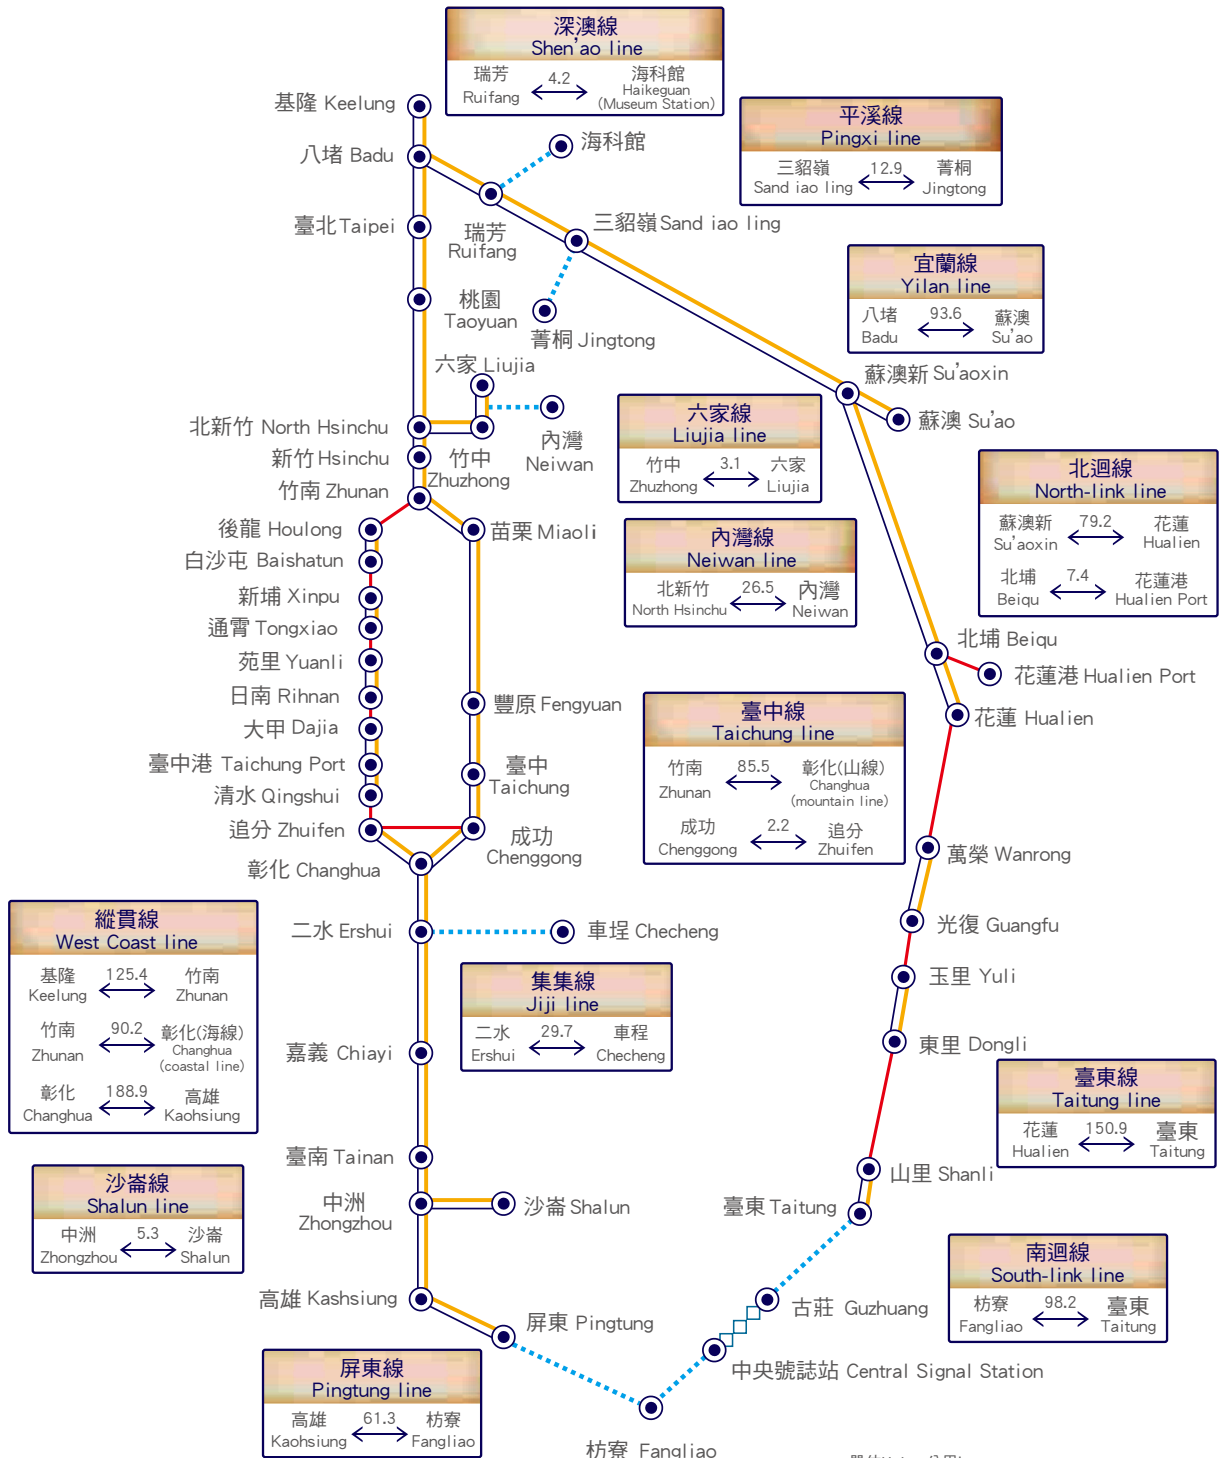 深澳線
Shen'ao line
瑞芳 4.2 海科館
Ruifang Haikeguan
(Museum Station)
基隆 Keelung
平溪線
Pingxi line
三貂嶺 12.9 菁桐
Sand iao ling Jingtong
海科館
八堵 Badu
臺北 Taipei
瑞芳
Ruifang
三貂嶺 Sand iao ling
宜蘭線
Yilan line
八堵 93.6 蘇澳
Badu Su'ao
桃園
Taoyuan
菁桐 Jingtong
六家 Liujia
蘇澳新 Su'aoxin
蘇澳 Su'ao
六家線
Liujia line
竹中 3.1 六家
Zhuzhong Liujia
北新竹 North Hsinchu
內灣
Neiwan
新竹 Hsinchu
竹中
Zhuzhong
竹南 Zhunan
北迴線
North-link line
蘇澳新 79.2 花蓮
Su'aoxin Hualien
北埔 7.4 花蓮港
Beiqu Hualien Port
後龍 Houlong
苗栗 Miaoli
內灣線
Neiwan line
北新竹 26.5 內灣
North Hsinchu Neiwan
白沙屯 Baishatun
新埔 Xinpu
通霄 Tongxiao
北埔 Beiqu
苑里 Yuanli
花蓮港 Hualien Port
日南 Rihnan
豐原 Fengyuan
花蓮 Hualien
大甲 Dajia
臺中線
Taichung line
竹南 85.5 彰化(山線)
Zhunan Changhua
(mountain line)
成功 2.2 追分
Chenggong Zhuifen
臺中港 Taichung Port
臺中
Taichung
清水 Qingshui
追分 Zhuifen
成功
Chenggong
彰化 Changhua
萬榮 Wanrong
縱貫線
West Coast line
基隆 125.4 竹南
Keelung Zhunan
竹南 90.2 彰化(海線)
Zhunan Changhua
(coastal line)
彰化 188.9 高雄
Changhua Kaohsiung
二水 Ershui
車埕 Checheng
光復 Guangfu
集集線
Jiji line
二水 29.7 車程
Ershui Checheng
玉里 Yuli
嘉義 Chiayi
東里 Dongli
臺東線
Taitung line
花蓮 150.9 臺東
Hualien Taitung
臺南 Tainan
山里 Shanli
沙崙線
Shalun line
中洲 5.3 沙崙
Zhongzhou Shalun
中洲
Zhongzhou
沙崙 Shalun
臺東 Taitung
南迴線
South-link line
枋寮 98.2 臺東
Fangliao Taitung
高雄 Kashsiung
屏東 Pingtung
古莊 Guzhuang
中央號誌站 Central Signal Station
屏東線
Pingtung line
高雄 61.3 枋寮
Kaohsiung Fangliao
枋寮 Fangliao